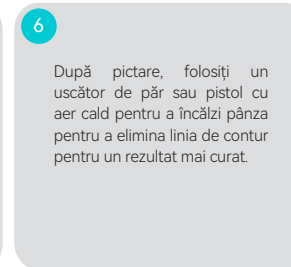 6
După pictare, folosiți un
uscător de păr sau pistol cu
aer cald pentru a încălzi pânza
pentru a elimina linia de contur
pentru un rezultat mai curat.